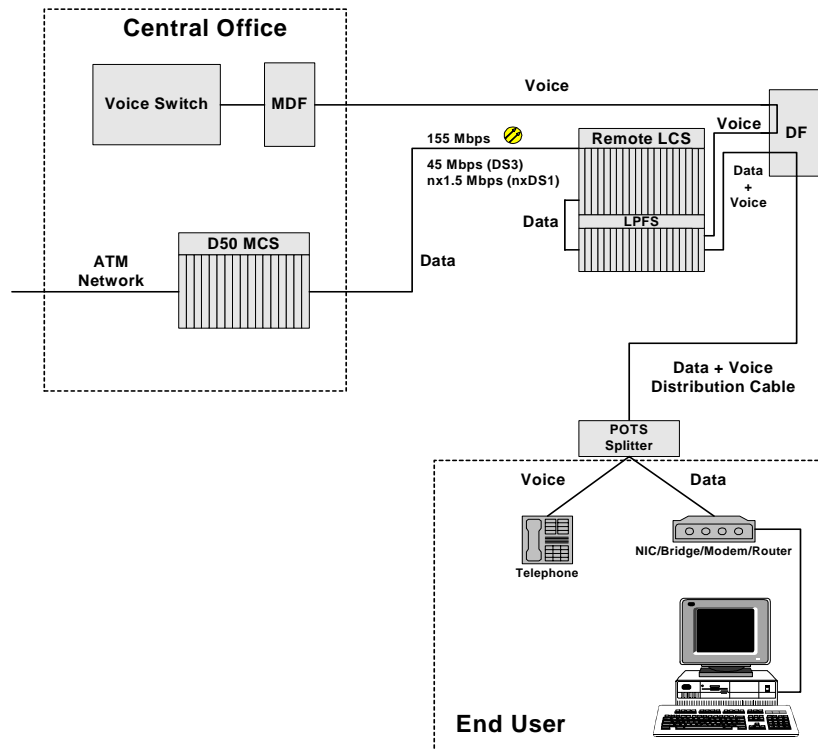 Central Office
Voice Switch
MDF
Voice
Voice
DF
155 Mbps
45 Mbps (DS3)
nx1.5 Mbps (nxDS1)
Remote LCS
Data
+
Voice
Data
LPFS
D50 MCS
ATM
Network
Data
Data + Voice
Distribution Cable
POTS
Splitter
Voice
Data
Telephone
NIC/Bridge/Modem/Router
End User